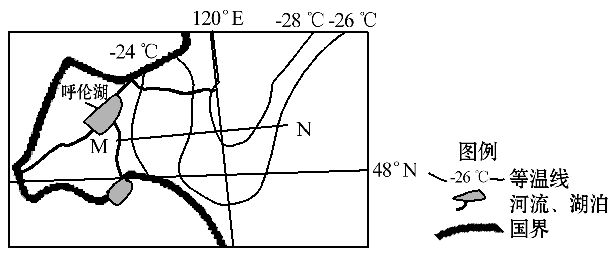 120°E
-28 ℃ -26 ℃
-24 ℃
呼伦湖
M
N
48°N
图例
-26 ℃ 等温线
河流、湖泊
国界